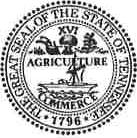 THE GREAT SEAL OF THE STATE OF TENNESSEE
XVI
AGRICULTURE
COMMERCE
1796